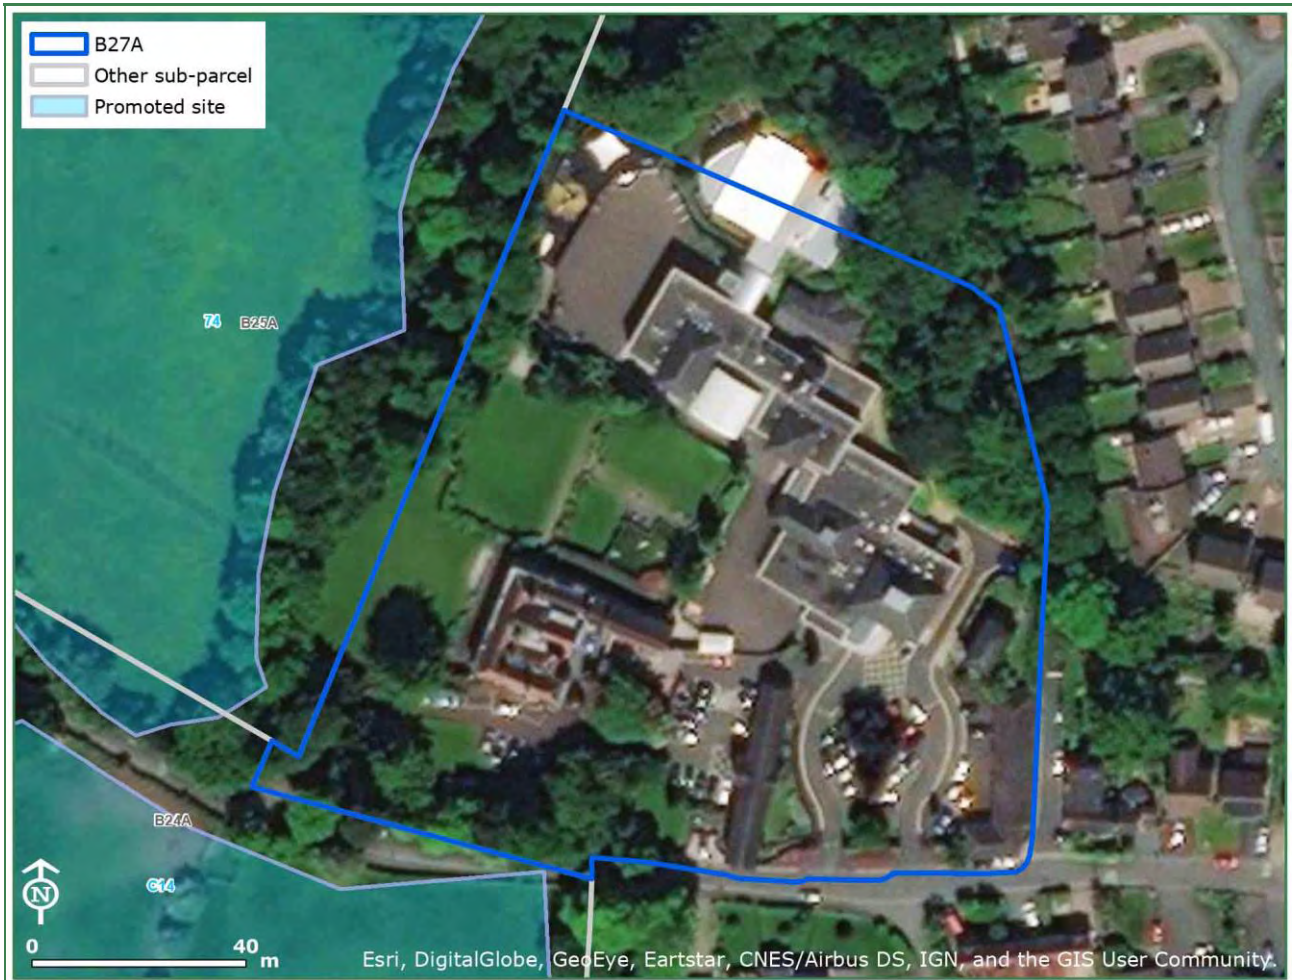 B27A
Other sub-parcel
Promoted site
74 B25A
B24A
C14
N
0 40 m
Esri, DigitalGlobe, GeoEye, Eartstar, CNES/Airbus DS, IGN, and the GIS User Community.